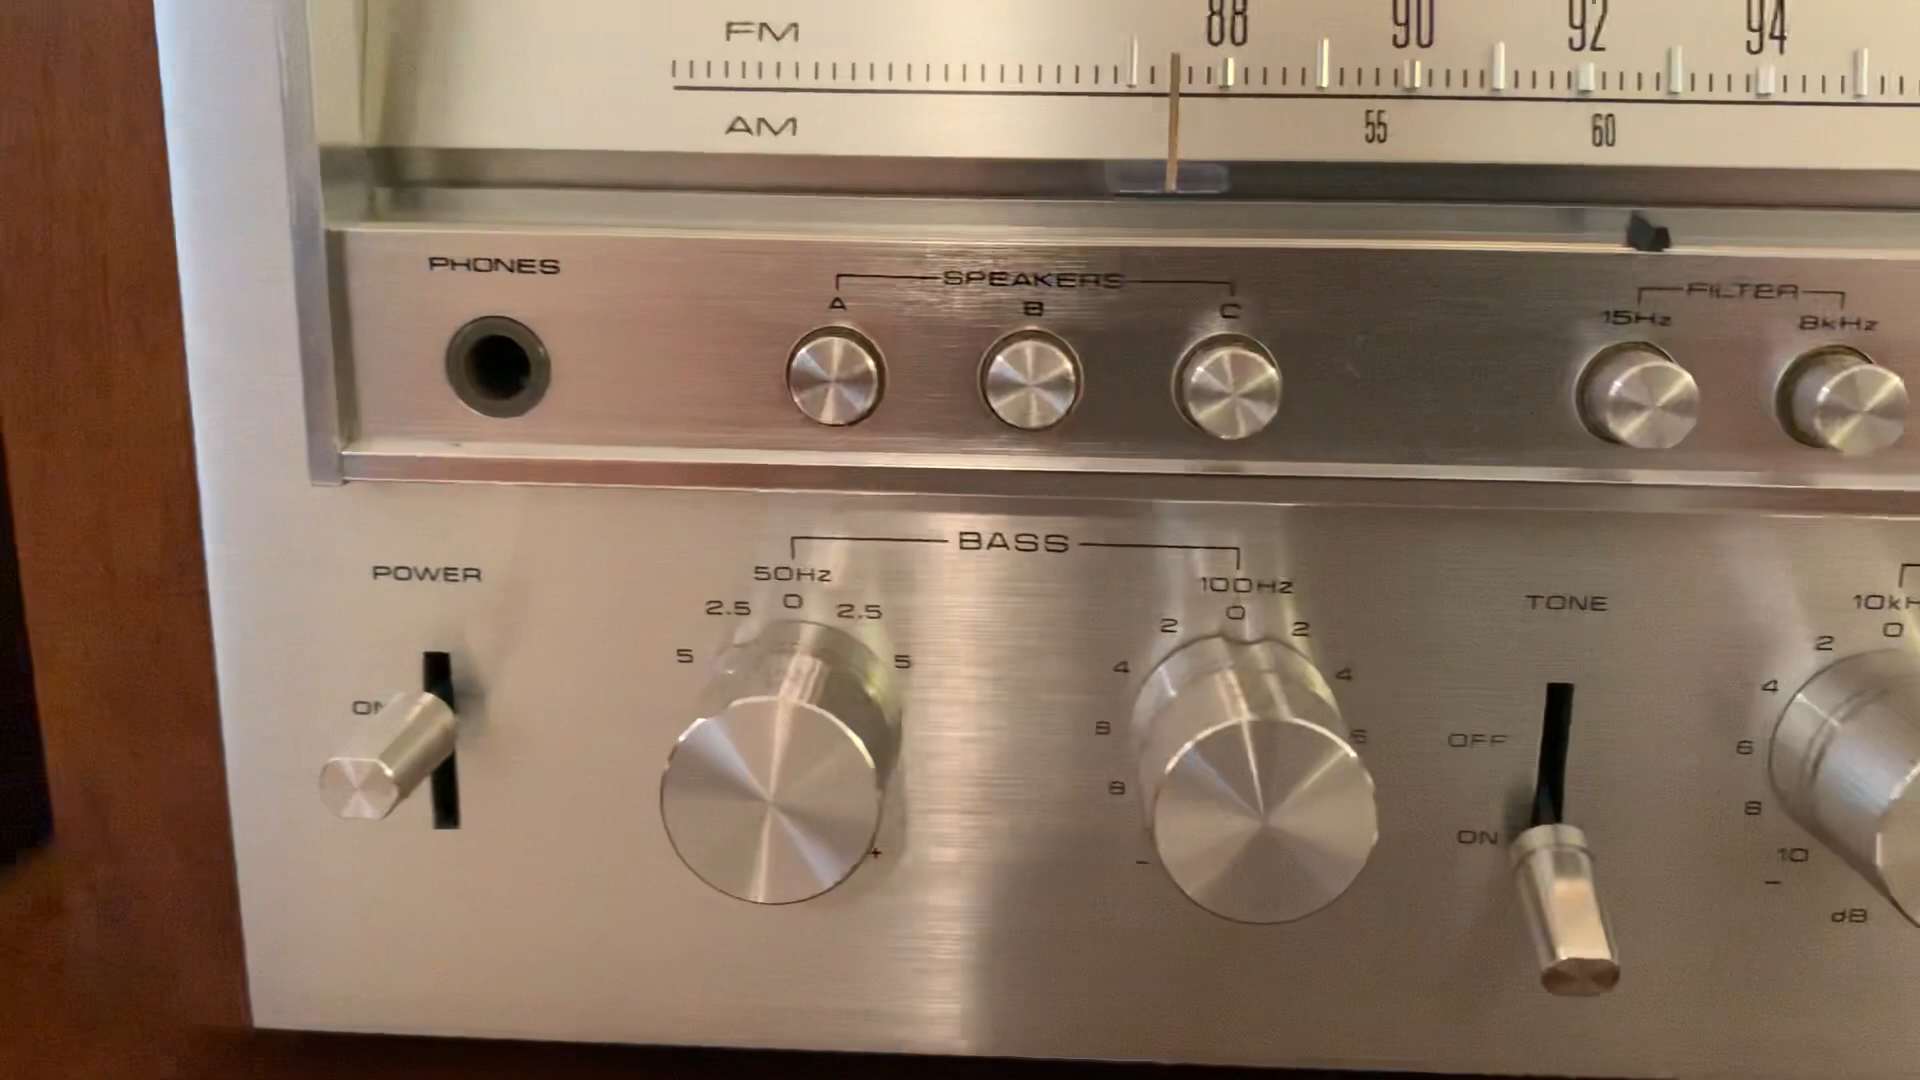 FM 88 90 92 94
AM 55 60
PHONES
SPEAKERS
A B C
FILTER
15Hz 8kHz
POWER
ON
BASS
50Hz
2.5 0 2.5
5 5
+
100Hz
0
2 2
4 4
8 6
8
-
TONE
OFF
ON
10kH
0
2
4
6
8
10
-
dB